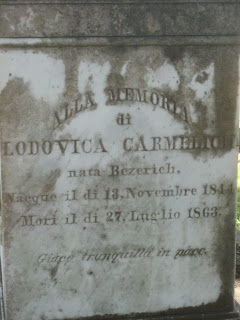 ALLA MEMORIA
di
LODOVICA CARMELICH
nata Bezerich.
Nacque il di 13. Novembre 1814
Morì il di 27. Luglio 1863.
Giace tranquilla in pace.